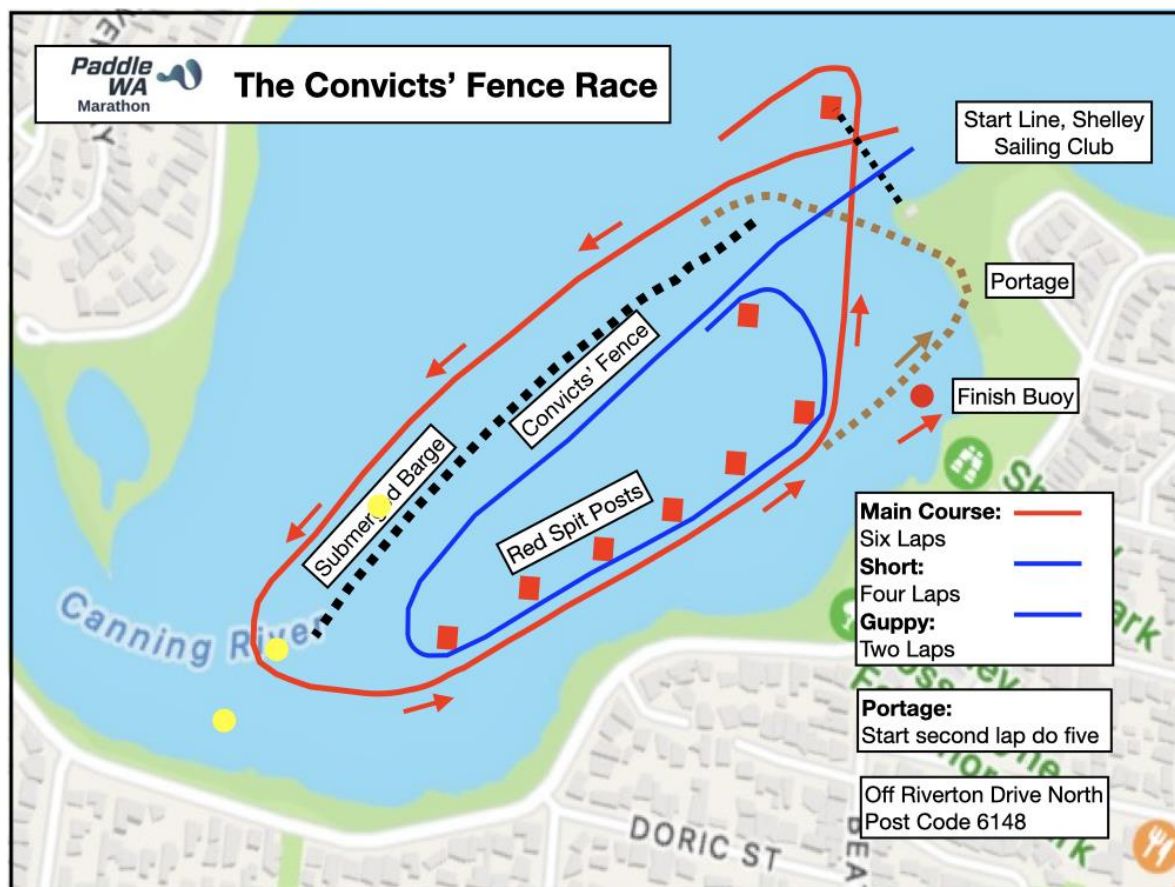 Paddle
WA
Marathon
The Convicts' Fence Race
Start Line, Shelley
Sailing Club
Portage
Convicts' Fence
Finish Buoy
Submerged Barge
Red Spit Posts
Canning River
Main Course:
Six Laps
Short:
Four Laps
Guppy:
Two Laps
Portage:
Start second lap do five
Off Riverton Drive North
Post Code 6148
DORIC ST